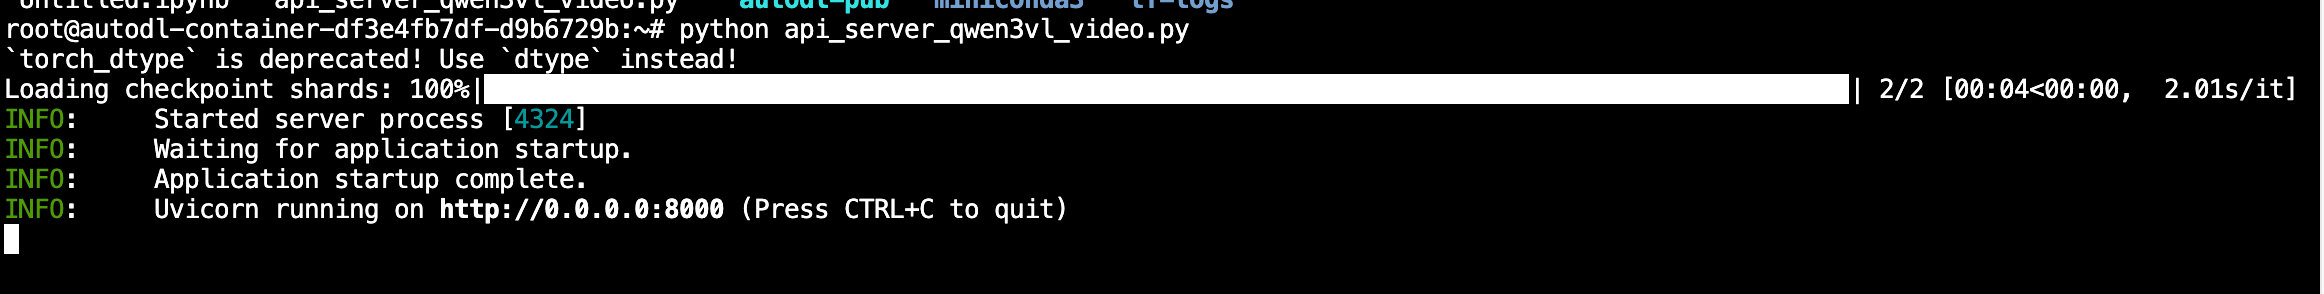 untitled.ipynb api_server_qwen3vl_video.py autodl-pub miniconda3 tf-logs
root@autodl-container-df3e4fb7df-d9b6729b:~# python api_server_qwen3vl_video.py
`torch_dtype` is deprecated! Use `dtype` instead!
Loading checkpoint shards: 100%|| 2/2 [00:04<00:00, 2.01s/it]
INFO: Started server process [4324]
INFO: Waiting for application startup.
INFO: Application startup complete.
INFO: Uvicorn running on http://0.0.0.0:8000 (Press CTRL+C to quit)